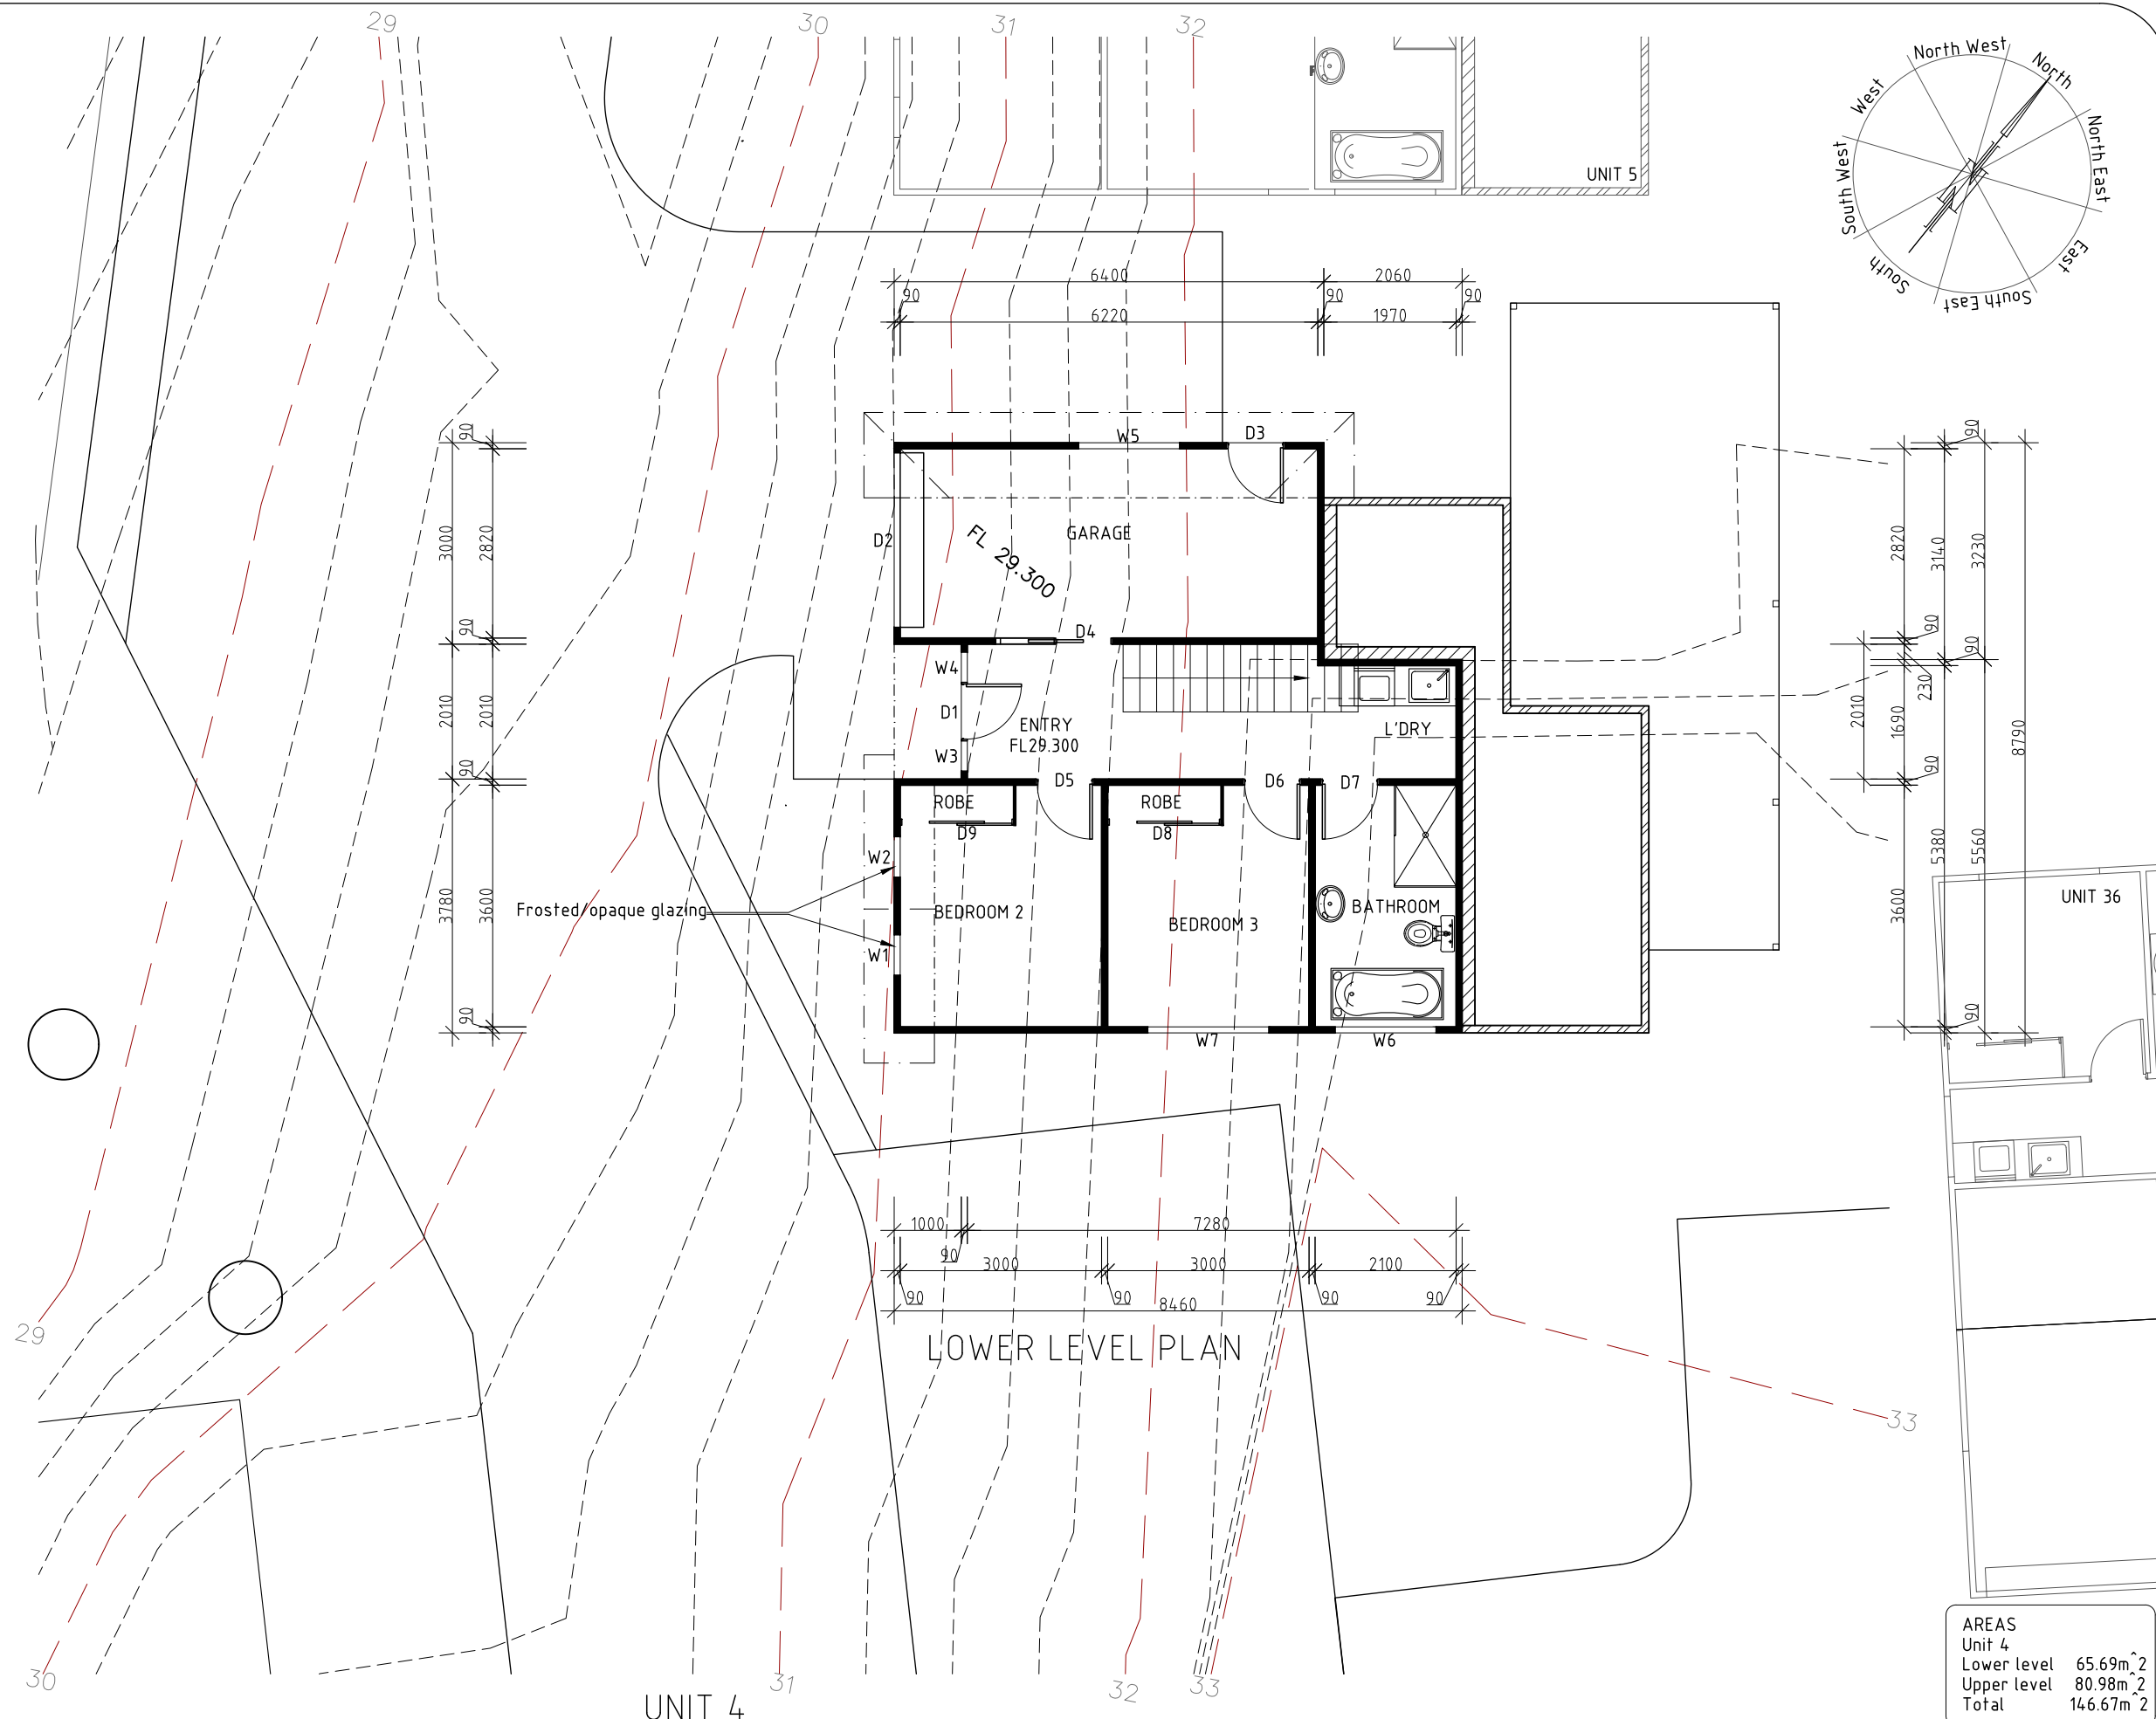 29
30
31
32
North West
North
West
North East
South West
East
South
South East
UNIT 5
6400
2060
90
90
90
6220
1970
90
W5
D3
90
90
3000
2820
D2
GARAGE
FL 29.300
2820
3140
3230
90
D4
90
90
W4
2010
2010
D1
ENTRY
FL29.300
L'DRY
W3
2010
1690
230
8790
90
D5
D6
D7
90
ROBE
ROBE
D9
D8
W2
Frosted/opaque glazing
BEDROOM 2
BEDROOM 3
BATHROOM
W1
3780
3600
3600
5380
5560
UNIT 36
90
90
W7
W6
1000
7280
90
3000
3000
2100
90
90
90
90
8460
LOWER LEVEL PLAN
29
33
30
31
32
33
UNIT 4
AREAS
Unit 4
Lower level 65.69m^2
Upper level 80.98m^2
Total 146.67m^2